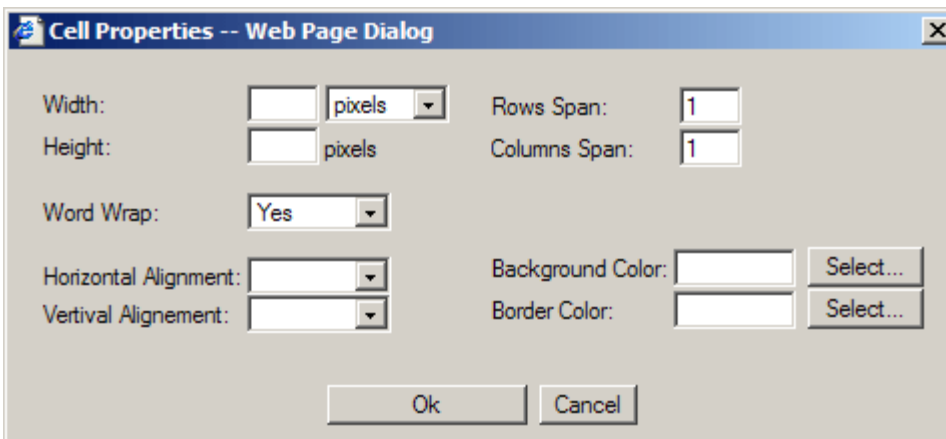 Cell Properties -- Web Page Dialog
Width: pixels Rows Span: 1
Height: pixels Columns Span: 1
Word Wrap: Yes
Horizontal Alignment: Background Color: Select...
Vertival Alignement: Border Color: Select...
Ok Cancel